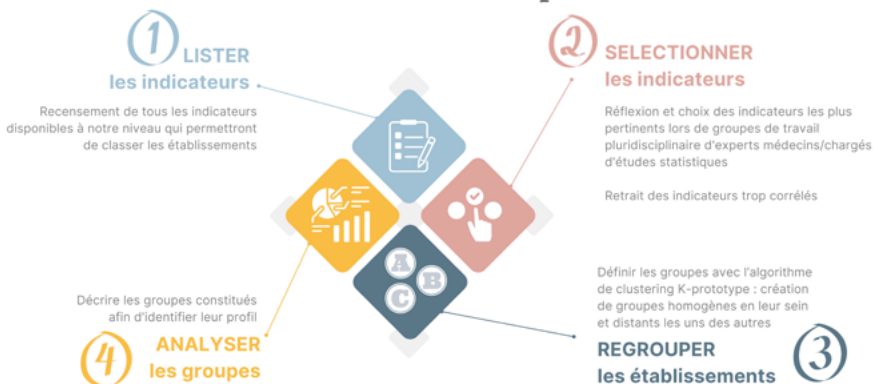 1
LISTER
les indicateurs
Recensement de tous les indicateurs
disponibles à notre niveau qui permettront
de classer les établissements
2
SELECTIONNER
les indicateurs
Réflexion et choix des indicateurs les plus
pertinents lors de groupes de travail
pluridisciplinaire d'experts médecins/chargés
d'études statistiques
Retrait des indicateurs trop corrélés
A
B
C
Définir les groupes avec l'algorithme
de clustering K-prototype : création
de groupes homogènes en leur sein
et distants les uns des autres
REGROUPER
les établissements
3
Décrire les groupes constitués
afin d'identifier leur profil
4
ANALYSER
les groupes